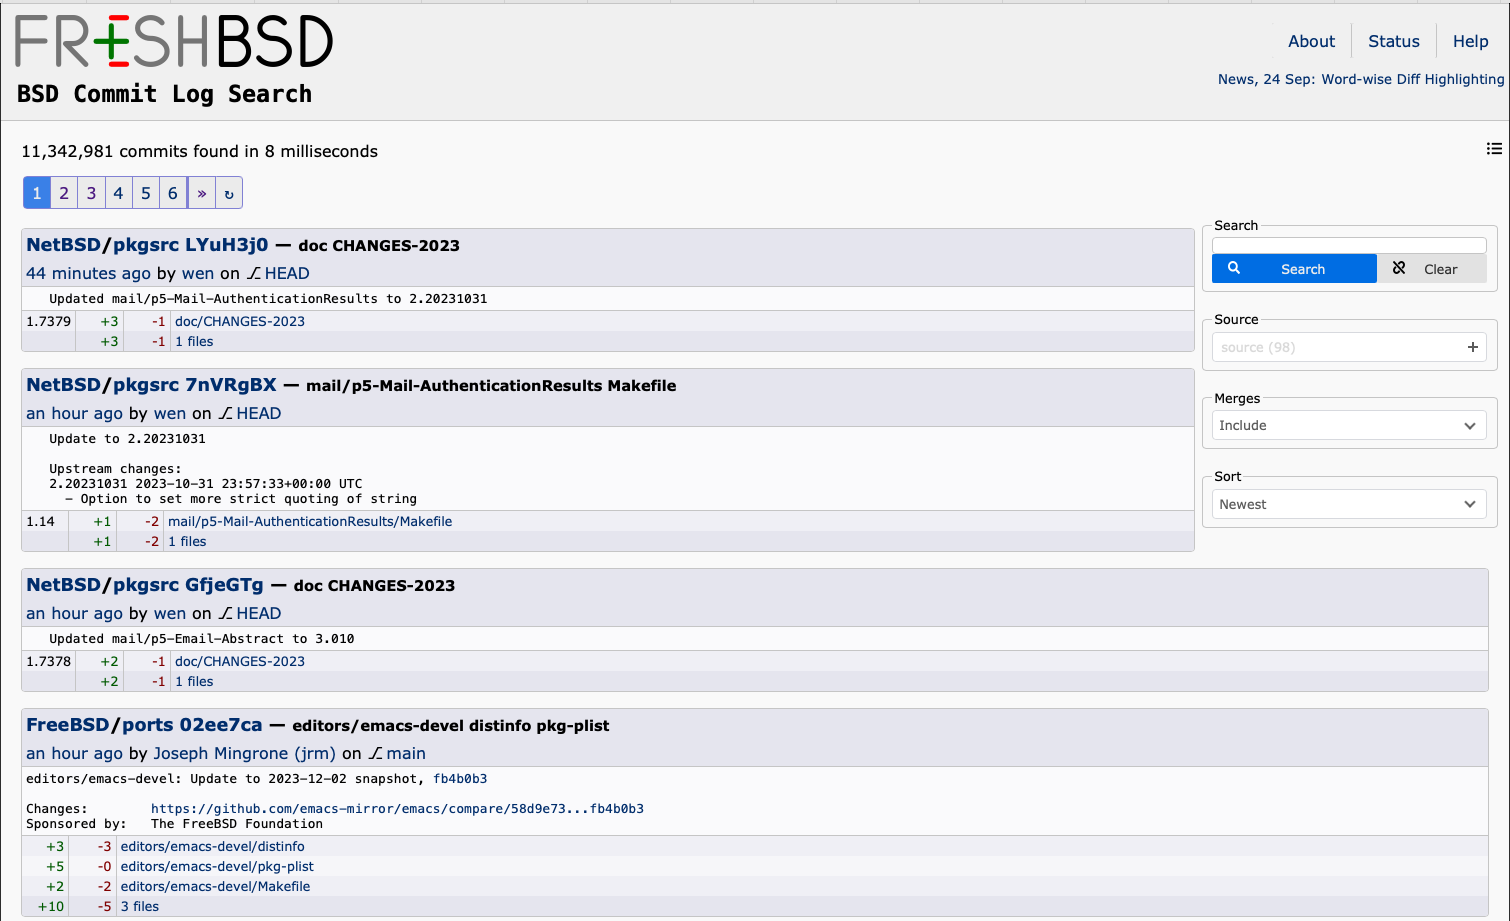 FRESHBSD
BSD Commit Log Search
About Status Help
News, 24 Sep: Word-wise Diff Highlighting
11,342,981 commits found in 8 milliseconds
1 2 3 4 5 6 » ↻
NetBSD/pkgsrc LYuH3j0 — doc CHANGES-2023
44 minutes ago by wen on ⎇ HEAD
Updated mail/p5-Mail-AuthenticationResults to 2.20231031
1.7379 +3 -1 doc/CHANGES-2023
+3 -1 1 files
NetBSD/pkgsrc 7nVRgBX — mail/p5-Mail-AuthenticationResults Makefile
an hour ago by wen on ⎇ HEAD
Update to 2.20231031
Upstream changes:
2.20231031 2023-10-31 23:57:33+00:00 UTC
- Option to set more strict quoting of string
1.14 +1 -2 mail/p5-Mail-AuthenticationResults/Makefile
+1 -2 1 files
NetBSD/pkgsrc GfjeGTg — doc CHANGES-2023
an hour ago by wen on ⎇ HEAD
Updated mail/p5-Email-Abstract to 3.010
1.7378 +2 -1 doc/CHANGES-2023
+2 -1 1 files
FreeBSD/ports 02ee7ca — editors/emacs-devel distinfo pkg-plist
an hour ago by Joseph Mingrone (jrm) on ⎇ main
editors/emacs-devel: Update to 2023-12-02 snapshot, fb4b0b3
Changes: https://github.com/emacs-mirror/emacs/compare/58d9e73...fb4b0b3
Sponsored by: The FreeBSD Foundation
+3 -3 editors/emacs-devel/distinfo
+5 -0 editors/emacs-devel/pkg-plist
+2 -2 editors/emacs-devel/Makefile
+10 -5 3 files
Search
Search Clear
Source
source (98) +
Merges
Include
Sort
Newest